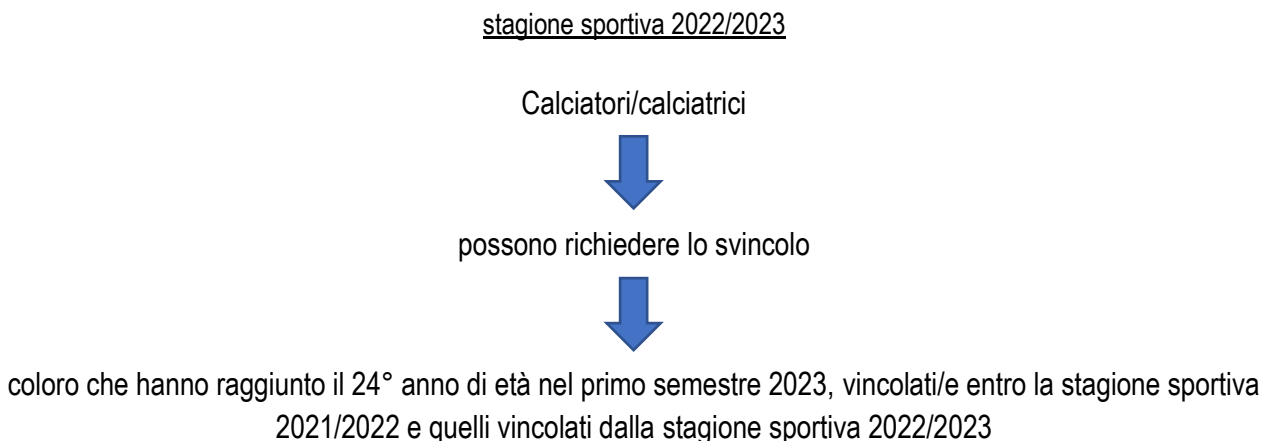 stagione sportiva 2022/2023
Calciatori/calciatrici
possono richiedere lo svincolo
coloro che hanno raggiunto il 24° anno di età nel primo semestre 2023, vincolati/e entro la stagione sportiva
2021/2022 e quelli vincolati dalla stagione sportiva 2022/2023